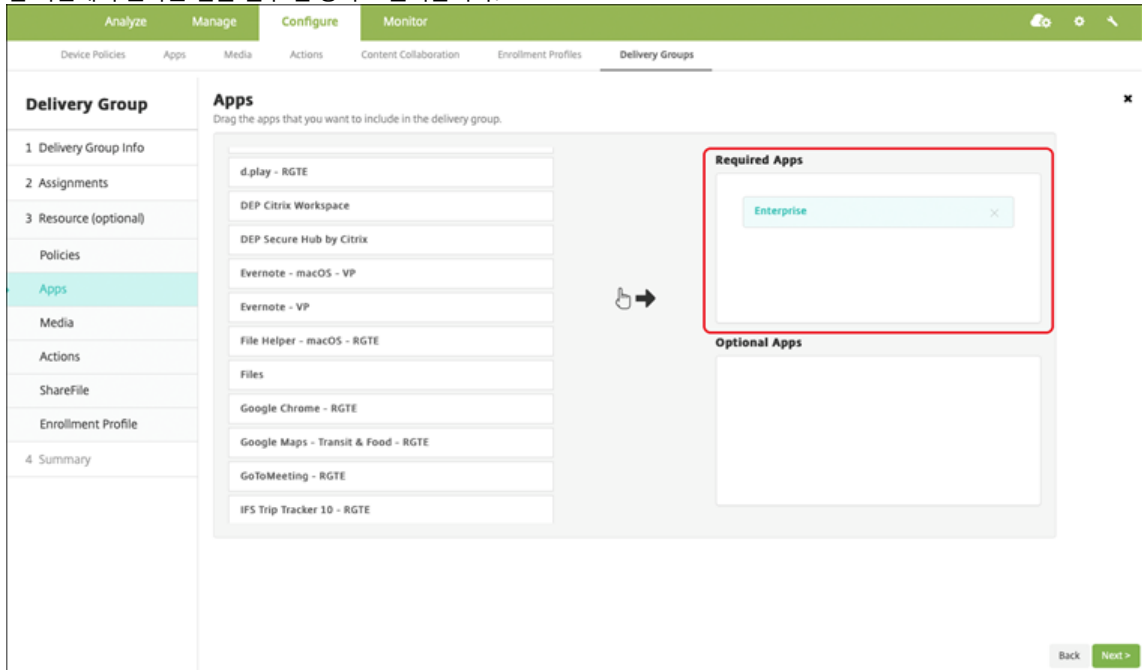 Analyze Manage Configure Monitor
Device Policies Apps Media Actions Content Collaboration Enrollment Profiles Delivery Groups
Delivery Group
1 Delivery Group Info
2 Assignments
3 Resource (optional)
Policies
Apps
Media
Actions
ShareFile
Enrollment Profile
4 Summary
Apps
Drag the apps that you want to include in the delivery group.
d.play - RGTE
DEP Citrix Workspace
DEP Secure Hub by Citrix
Evernote - macOS - VP
Evernote - VP
File Helper - macOS - RGTE
Files
Google Chrome - RGTE
Google Maps - Transit & Food - RGTE
GoToMeeting - RGTE
IFS Trip Tracker 10 - RGTE
Required Apps
Enterprise
Optional Apps
Back Next >